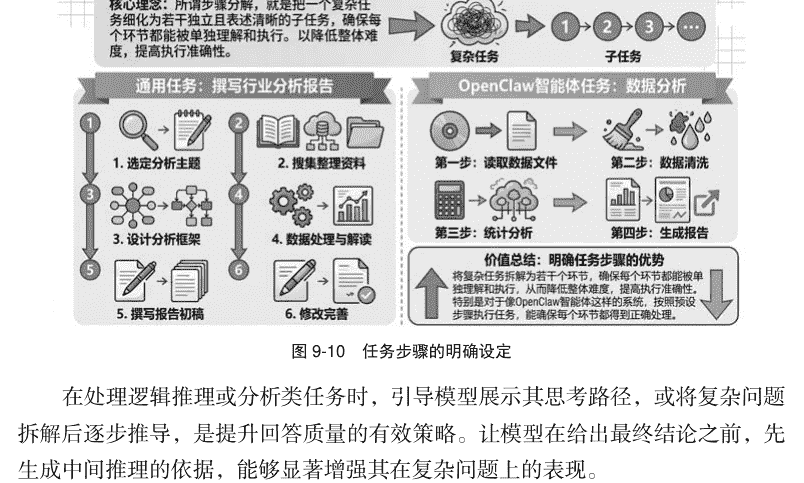 核心理念：所谓步骤分解，就是把一个复杂任
务细化为若干独立且表述清晰的子任务，确保每
个环节都能被单独理解和执行。以降低整体难
度，提高执行准确性。
复杂任务
1
2
3
...
子任务
通用任务：撰写行业分析报告
1
1. 选定分析主题
2
2. 搜集整理资料
3
3. 设计分析框架
4
4. 数据处理与解读
5
5. 撰写报告初稿
6
6. 修改完善
OpenClaw智能体任务：数据分析
第一步：读取数据文件
第二步：数据清洗
第三步：统计分析
第四步：生成报告
价值总结：明确任务步骤的优势
将复杂任务拆解为若干个环节，确保每个环节都能被单
独理解和执行，从而降低整体难度，提高执行准确性。
特别是对于像OpenClaw智能体这样的系统，按照预设
步骤执行任务，能确保每个环节都得到正确处理。
图 9-10 任务步骤的明确设定
在处理逻辑推理或分析类任务时，引导模型展示其思考路径，或将复杂问题
拆解后逐步推导，是提升回答质量的有效策略。让模型在给出最终结论之前，先
生成中间推理的依据，能够显著增强其在复杂问题上的表现。